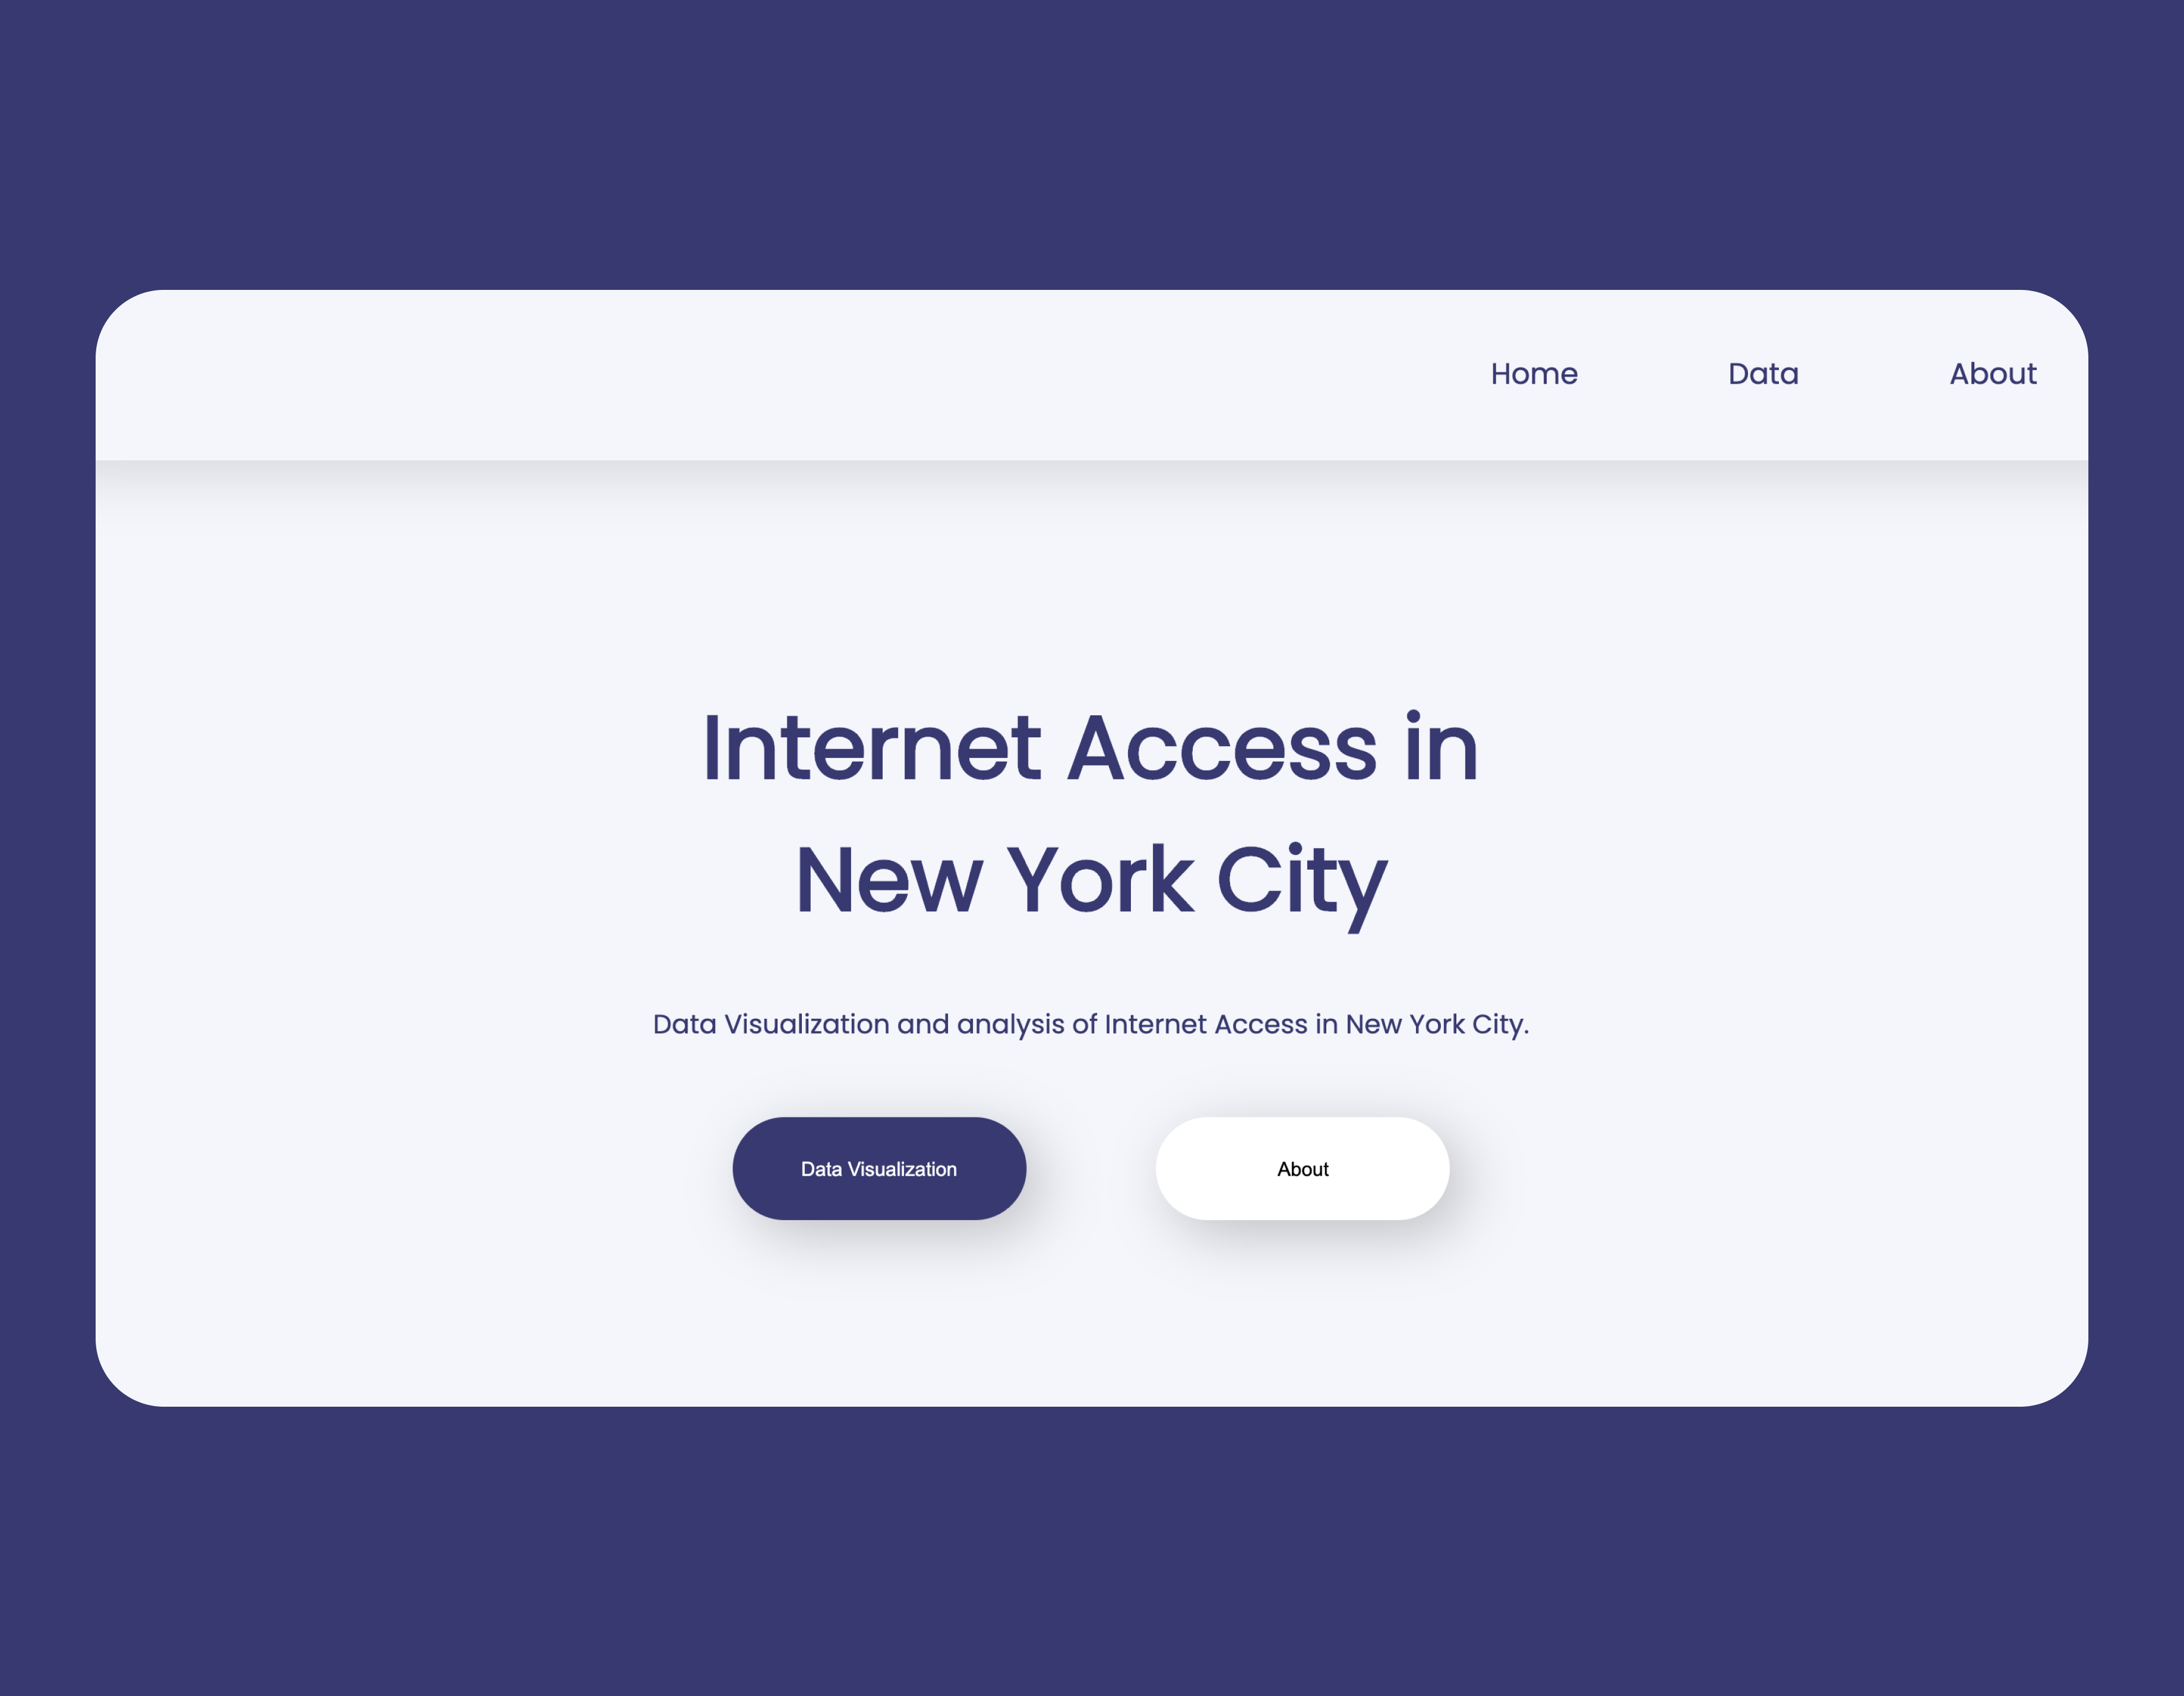 Home Data About
Internet Access in
New York City
Data Visualization and analysis of Internet Access in New York City.
Data Visualization About